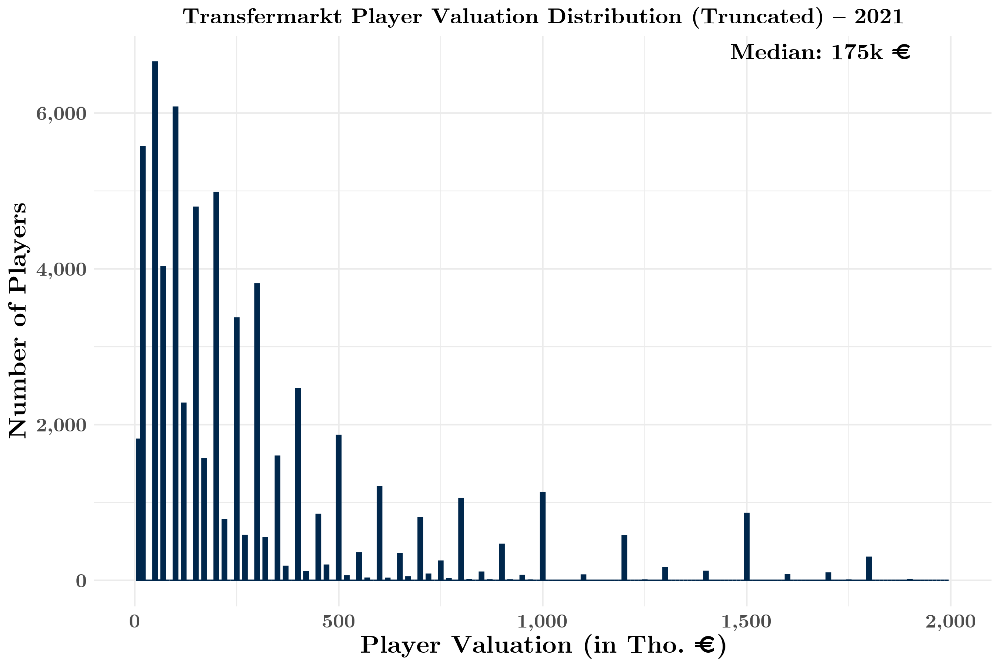 Transfermarkt Player Valuation Distribution (Truncated) – 2021
Median: 175k €
Number of Players
6,000
4,000
2,000
0
0 500 1,000 1,500 2,000
Player Valuation (in Tho. €)